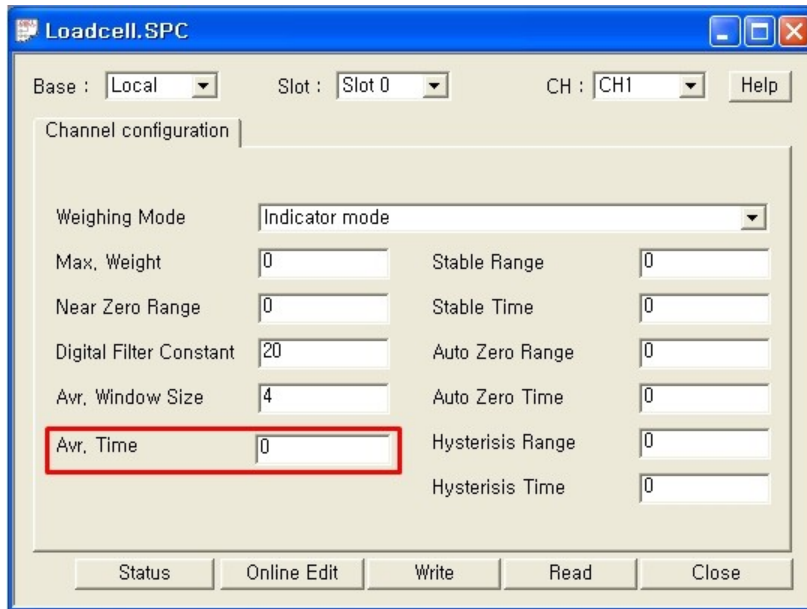 Loadcell.SPC
Base : Local Slot : Slot 0 CH : CH1 Help
Channel configuration
Weighing Mode Indicator mode
Max, Weight 0 Stable Range 0
Near Zero Range 0 Stable Time 0
Digital Filter Constant 20 Auto Zero Range 0
Avr, Window Size 4 Auto Zero Time 0
Avr, Time 0 Hysterisis Range 0
Hysterisis Time 0
Status Online Edit Write Read Close